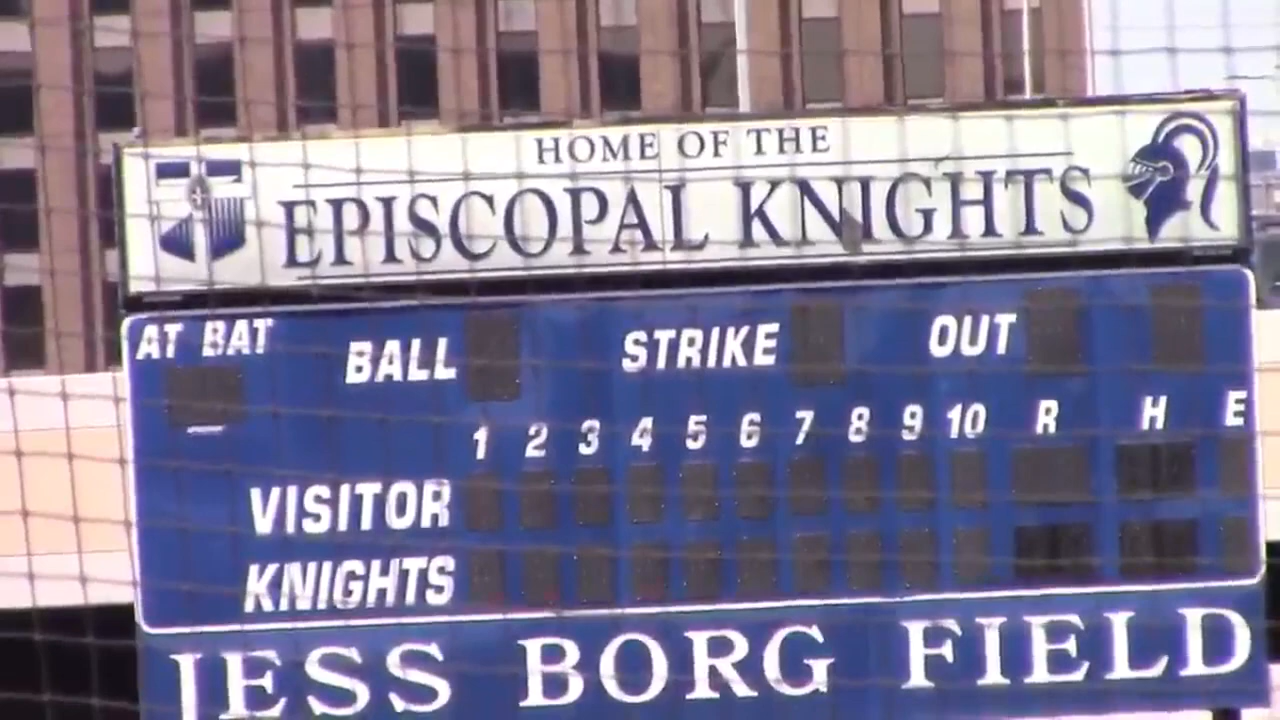 HOME OF THE
EPISCOPAL KNIGHTS
AT BAT BALL STRIKE OUT
1 2 3 4 5 6 7 8 9 10 R H E
VISITOR
KNIGHTS
JESS BORG FIELD